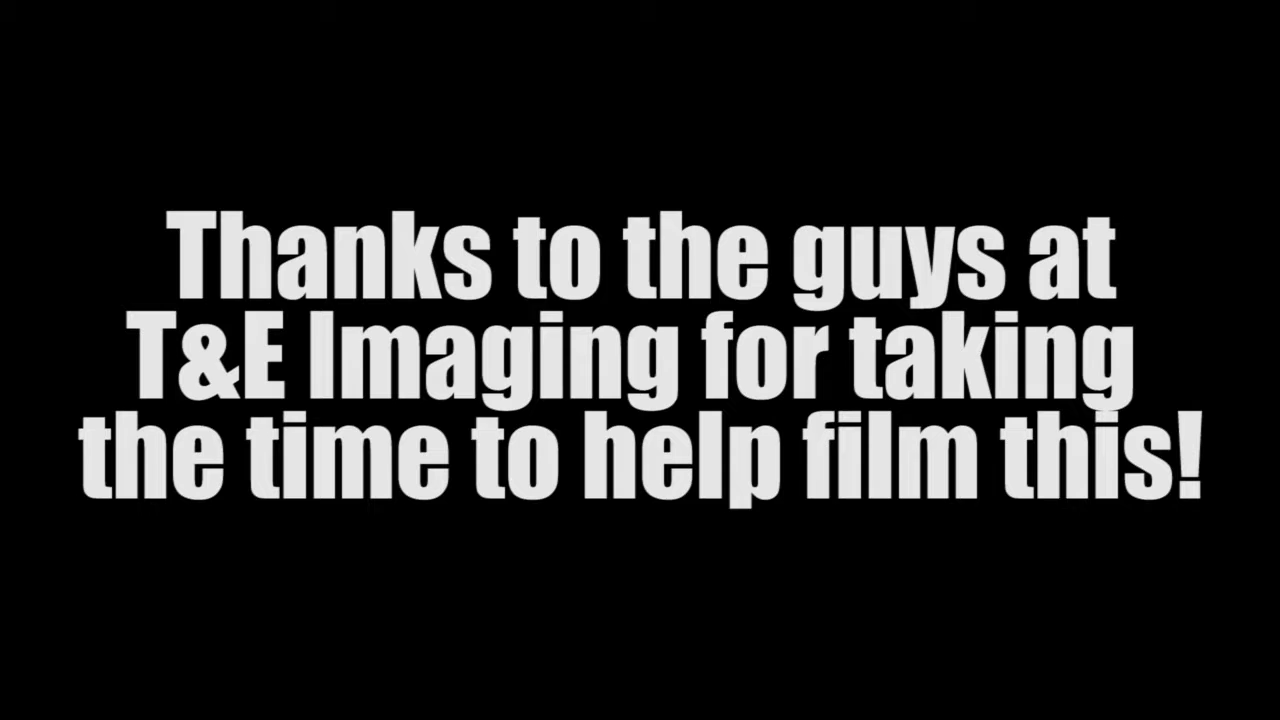 Thanks to the guys at
T&E Imaging for taking
the time to help film this!